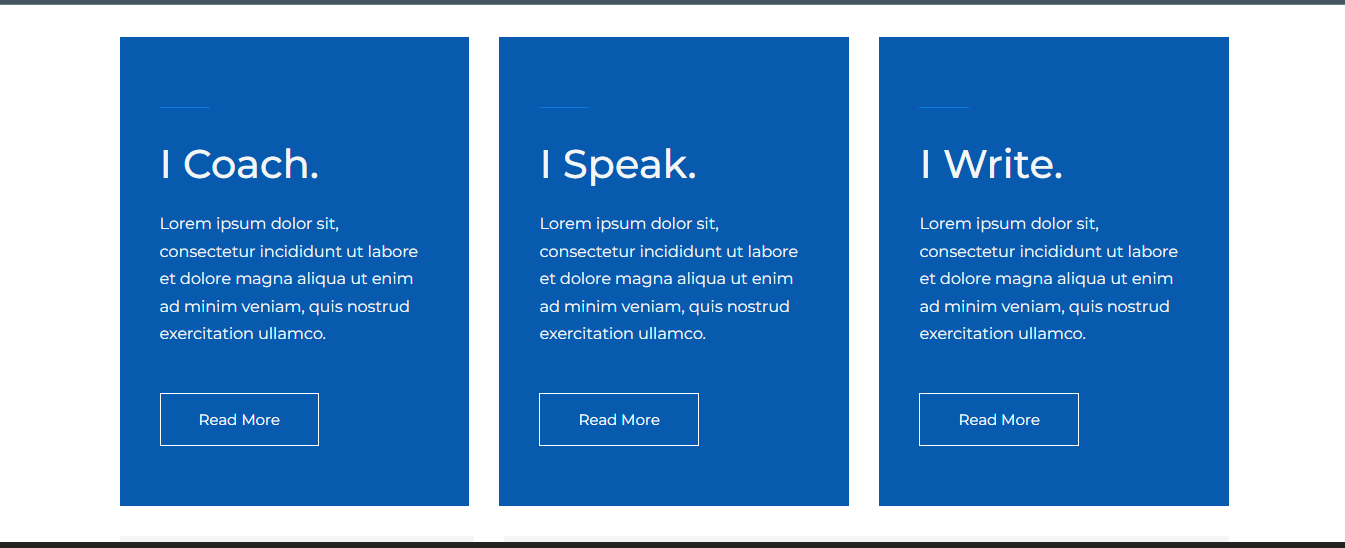 I Coach.
Lorem ipsum dolor sit,
consectetur incididunt ut labore
et dolore magna aliqua ut enim
ad minim veniam, quis nostrud
exercitation ullamco.
Read More
I Speak.
Lorem ipsum dolor sit,
consectetur incididunt ut labore
et dolore magna aliqua ut enim
ad minim veniam, quis nostrud
exercitation ullamco.
Read More
I Write.
Lorem ipsum dolor sit,
consectetur incididunt ut labore
et dolore magna aliqua ut enim
ad minim veniam, quis nostrud
exercitation ullamco.
Read More